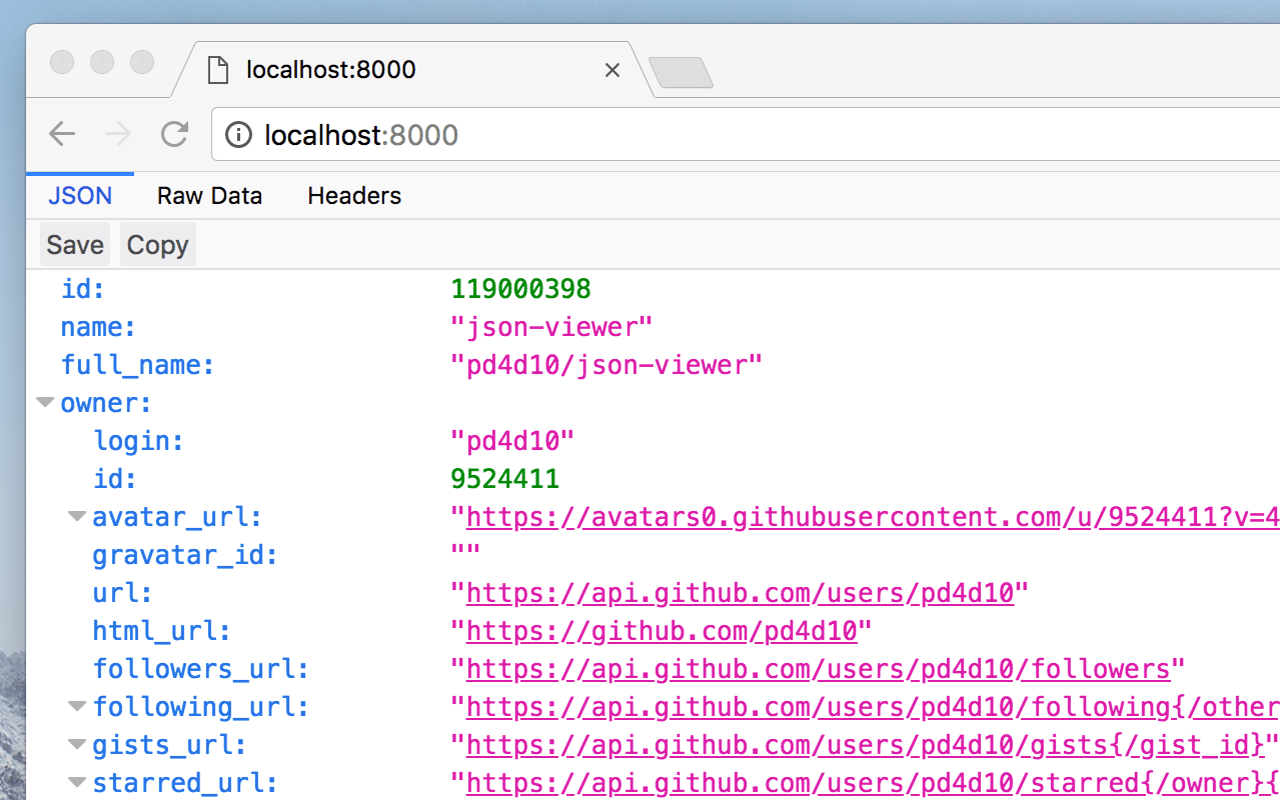 localhost:8000
localhost:8000
JSON Raw Data Headers
Save Copy
id: 119000398
name: "json-viewer"
full_name: "pd4d10/json-viewer"
owner:
login: "pd4d10"
id: 9524411
avatar_url: "https://avatars0.githubusercontent.com/u/9524411?v=4
gravatar_id: ""
url: "https://api.github.com/users/pd4d10"
html_url: "https://github.com/pd4d10"
followers_url: "https://api.github.com/users/pd4d10/followers"
following_url: "https://api.github.com/users/pd4d10/following{/other
gists_url: "https://api.github.com/users/pd4d10/gists{/gist_id}"
starred_url: "https://api.github.com/users/pd4d10/starred{/owner}{